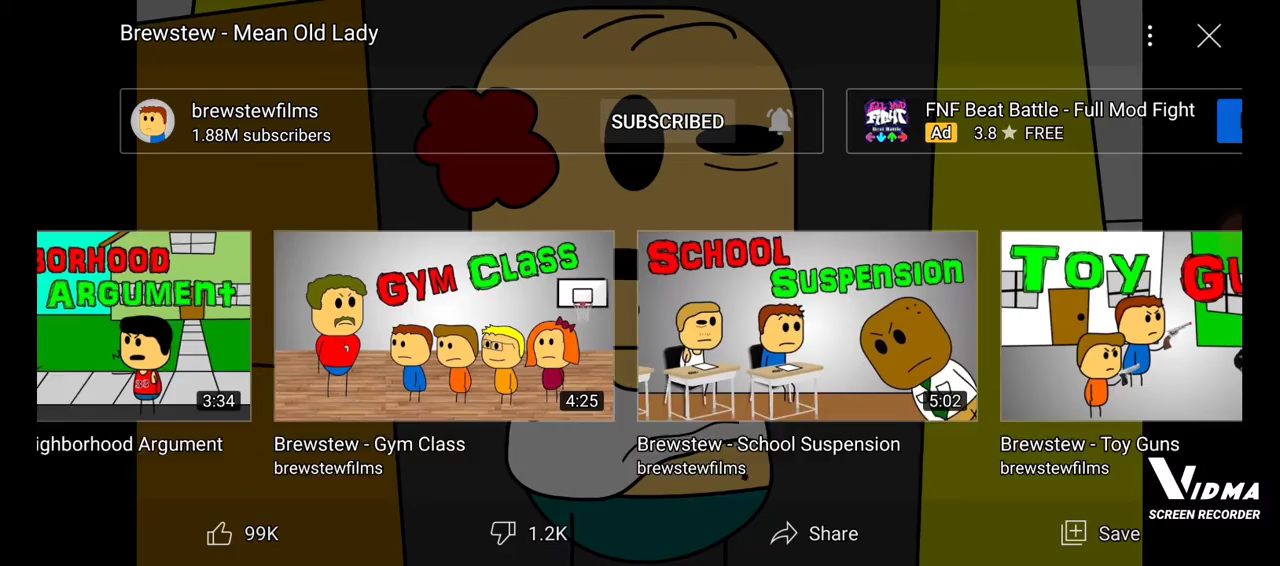 Brewstew - Mean Old Lady
brewstewfilms
1.88M subscribers
SUBSCRIBED
FNF Beat Battle - Full Mod Fight
Ad 3.8 ★ FREE
BORHOOD
ARGUMENt
3:34
GYM CLASS
4:25
SCHOOL
SUSPENSION
5:02
TOY GU
ighborhood Argument
Brewstew - Gym Class
brewstewfilms
Brewstew - School Suspension
brewstewfilms
Brewstew - Toy Guns
brewstewfilms
VIDMA
SCREEN RECORDER
99K
1.2K
Share
Save